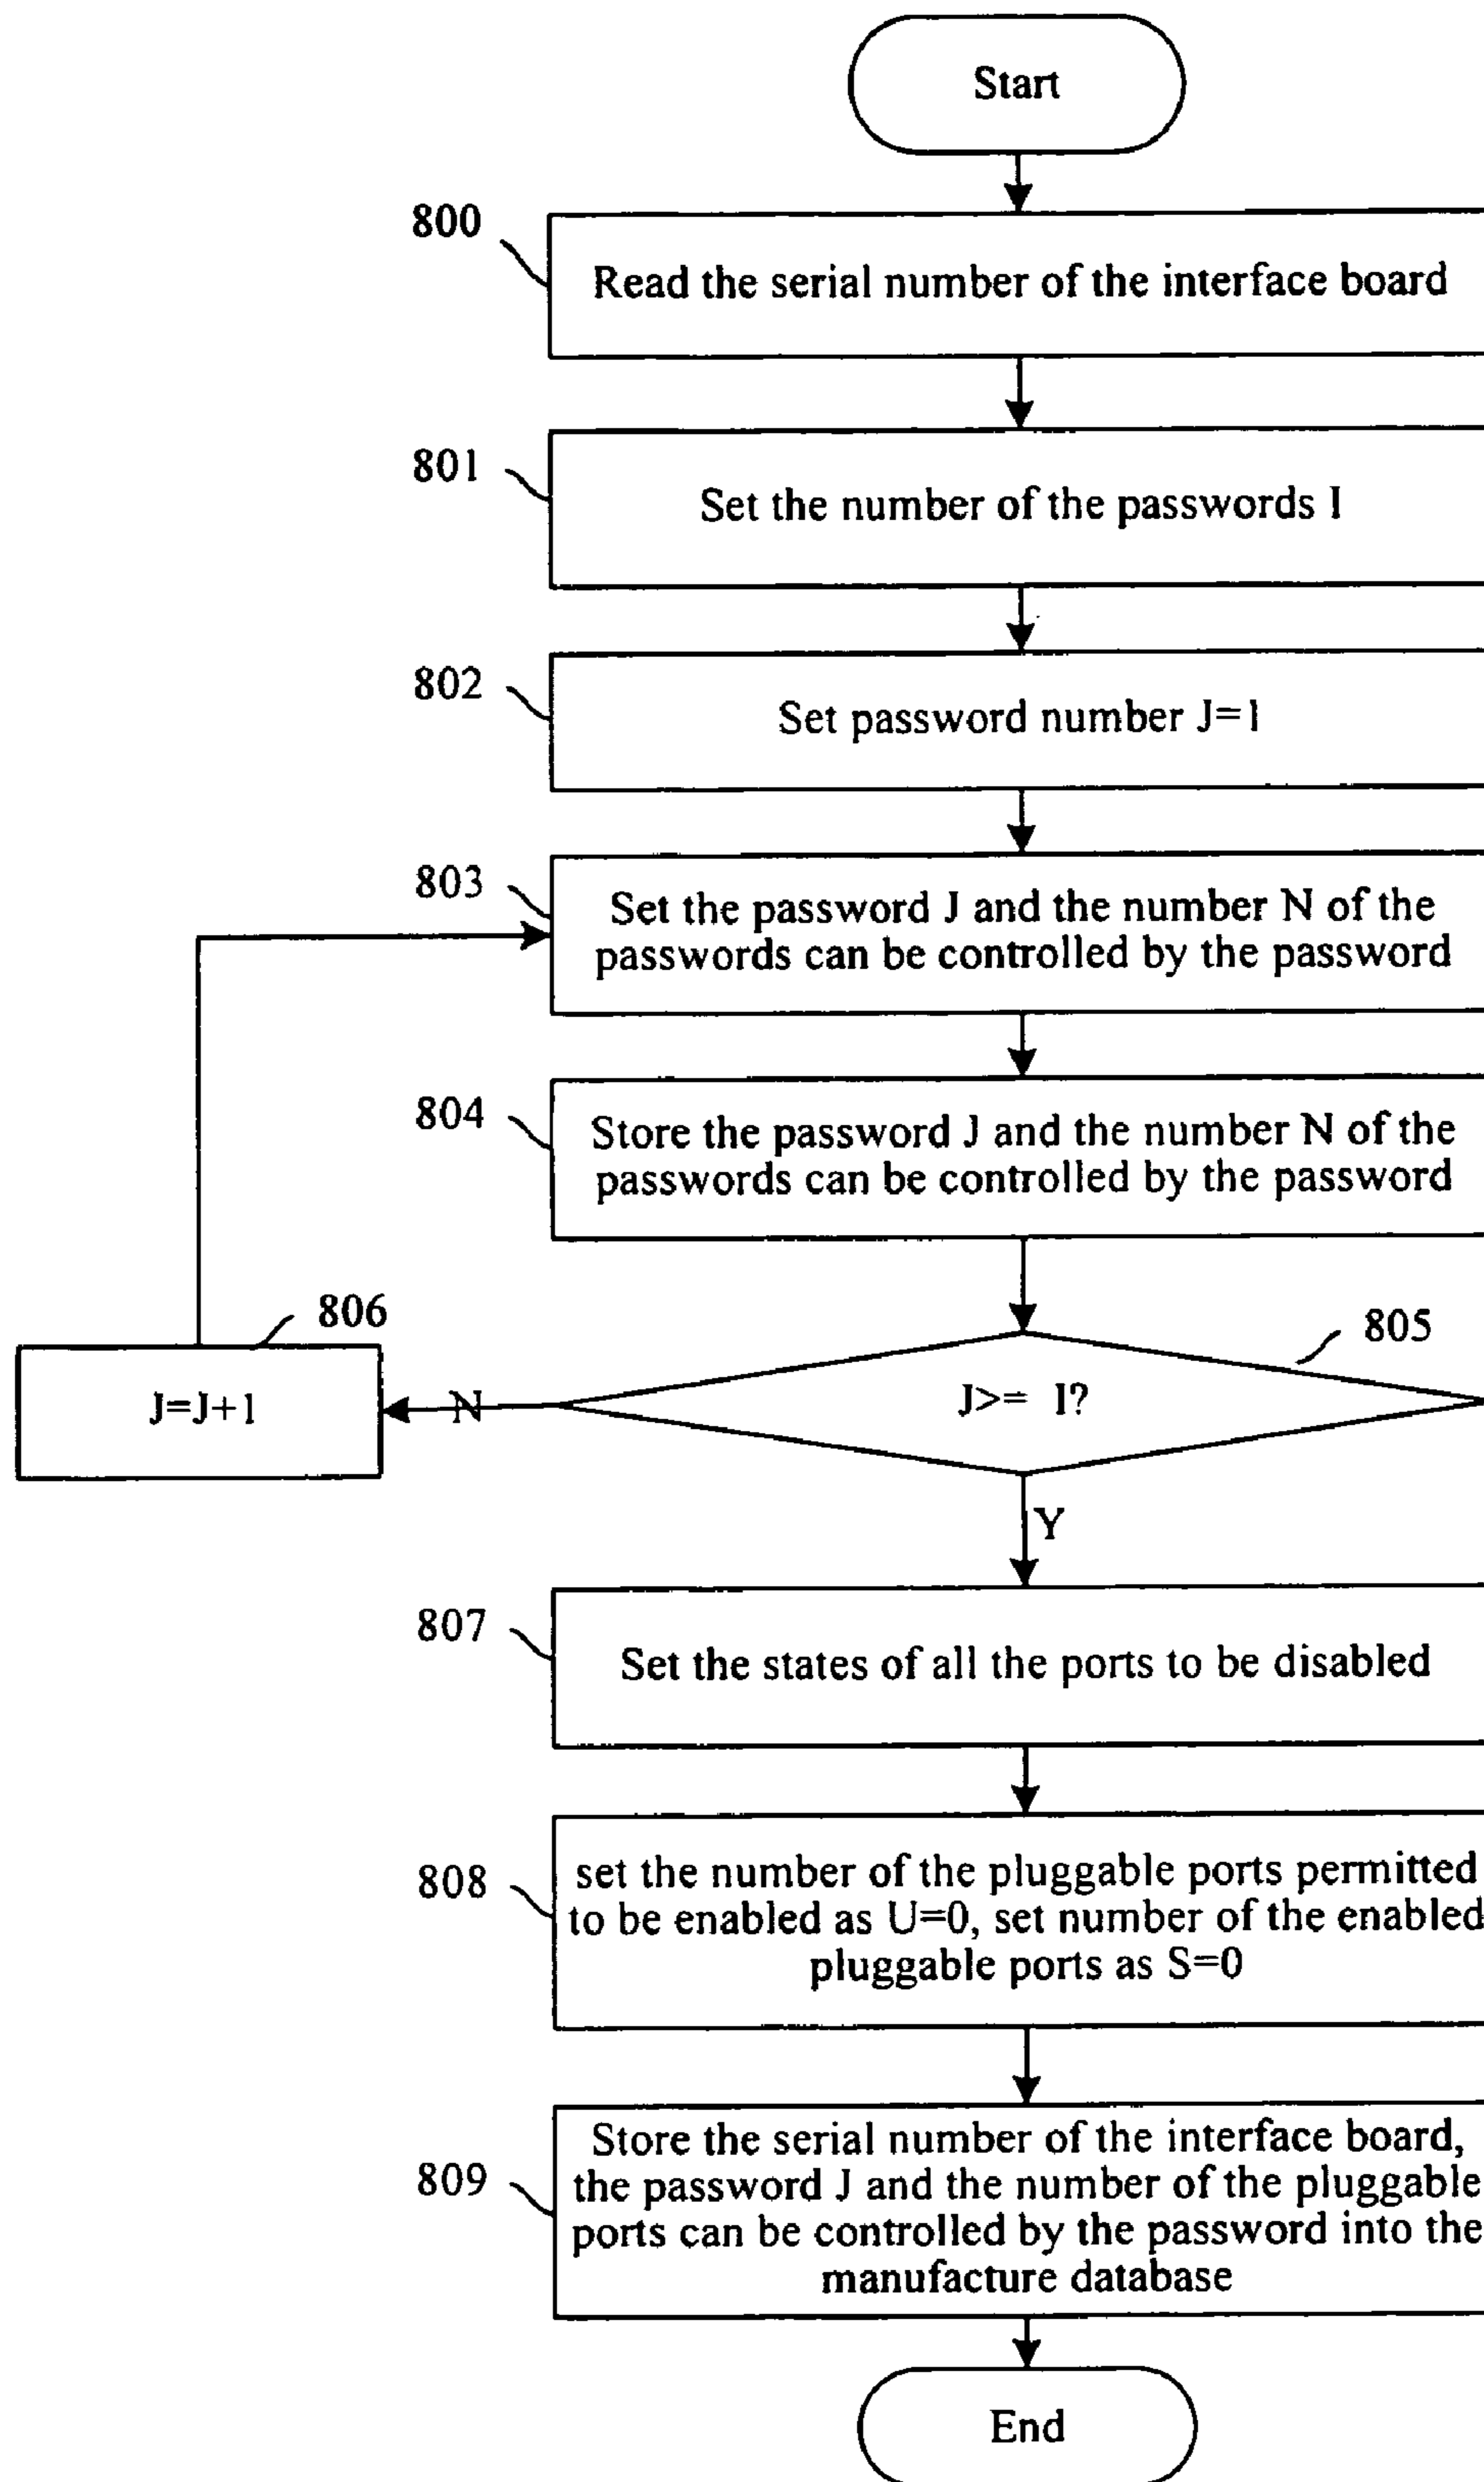 Start
800
Read the serial number of the interface board
801
Set the number of the passwords I
802
Set password number J=1
803
Set the password J and the number N of the
passwords can be controlled by the password
804
Store the password J and the number N of the
passwords can be controlled by the password
806
805
J=J+1
N
J>= I?
Y
807
Set the states of all the ports to be disabled
808
set the number of the pluggable ports permitted
to be enabled as U=0, set number of the enabled
pluggable ports as S=0
809
Store the serial number of the interface board,
the password J and the number of the pluggable
ports can be controlled by the password into the
manufacture database
End